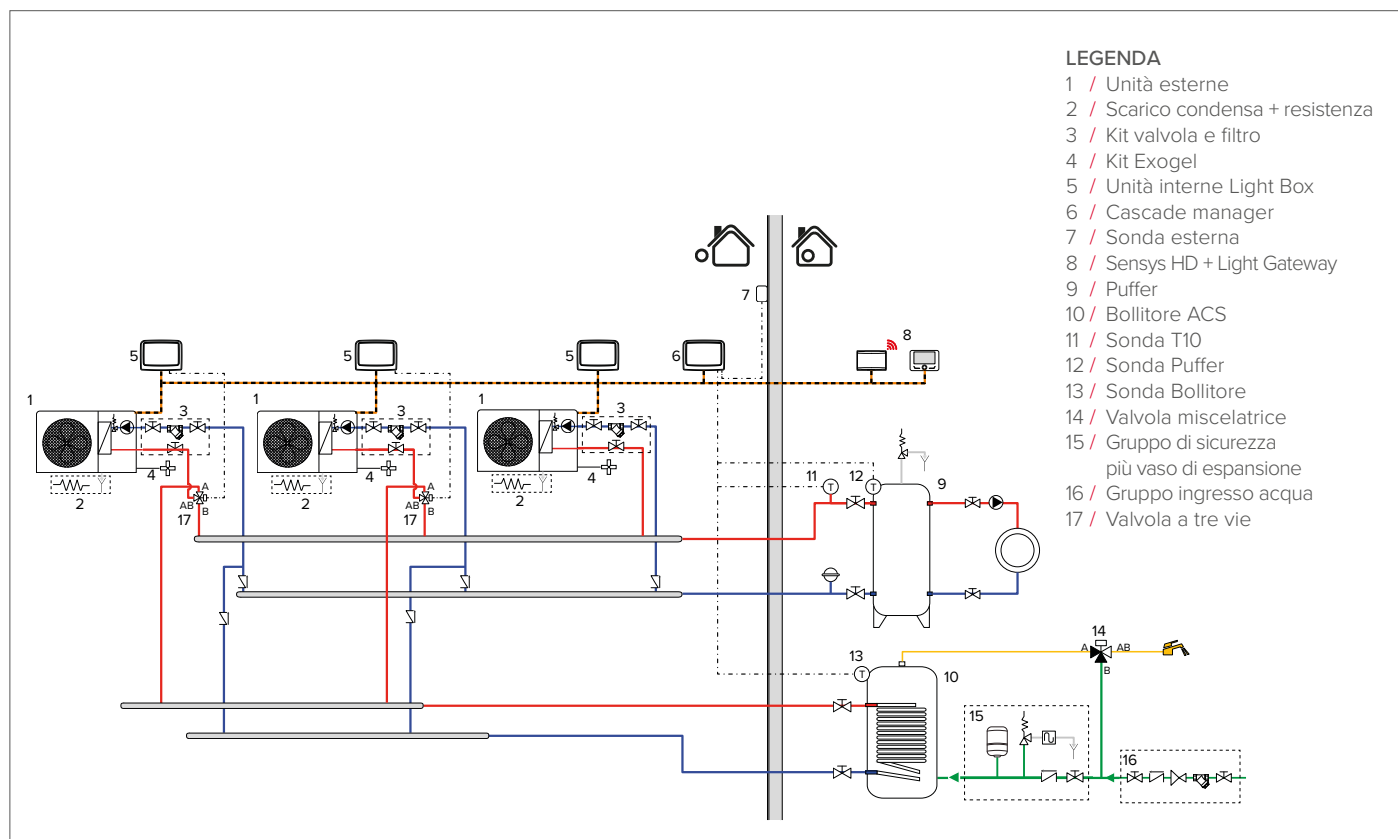 LEGENDA
1 / Unità esterne
2 / Scarico condensa + resistenza
3 / Kit valvola e filtro
4 / Kit Exogel
5 / Unità interne Light Box
6 / Cascade manager
7 / Sonda esterna
8 / Sensys HD + Light Gateway
9 / Puffer
10 / Bollitore ACS
11 / Sonda T10
12 / Sonda Puffer
13 / Sonda Bollitore
14 / Valvola miscelatrice
15 / Gruppo di sicurezza
più vaso di espansione
16 / Gruppo ingresso acqua
17 / Valvola a tre vie
7
5
5
5
6
8
1
3
1
3
1
3
4
4
4
2
2
2
A
AB
B
17
A
AB
B
17
11
T
12
T
9
13
T
10
14
A
AB
B
15
16